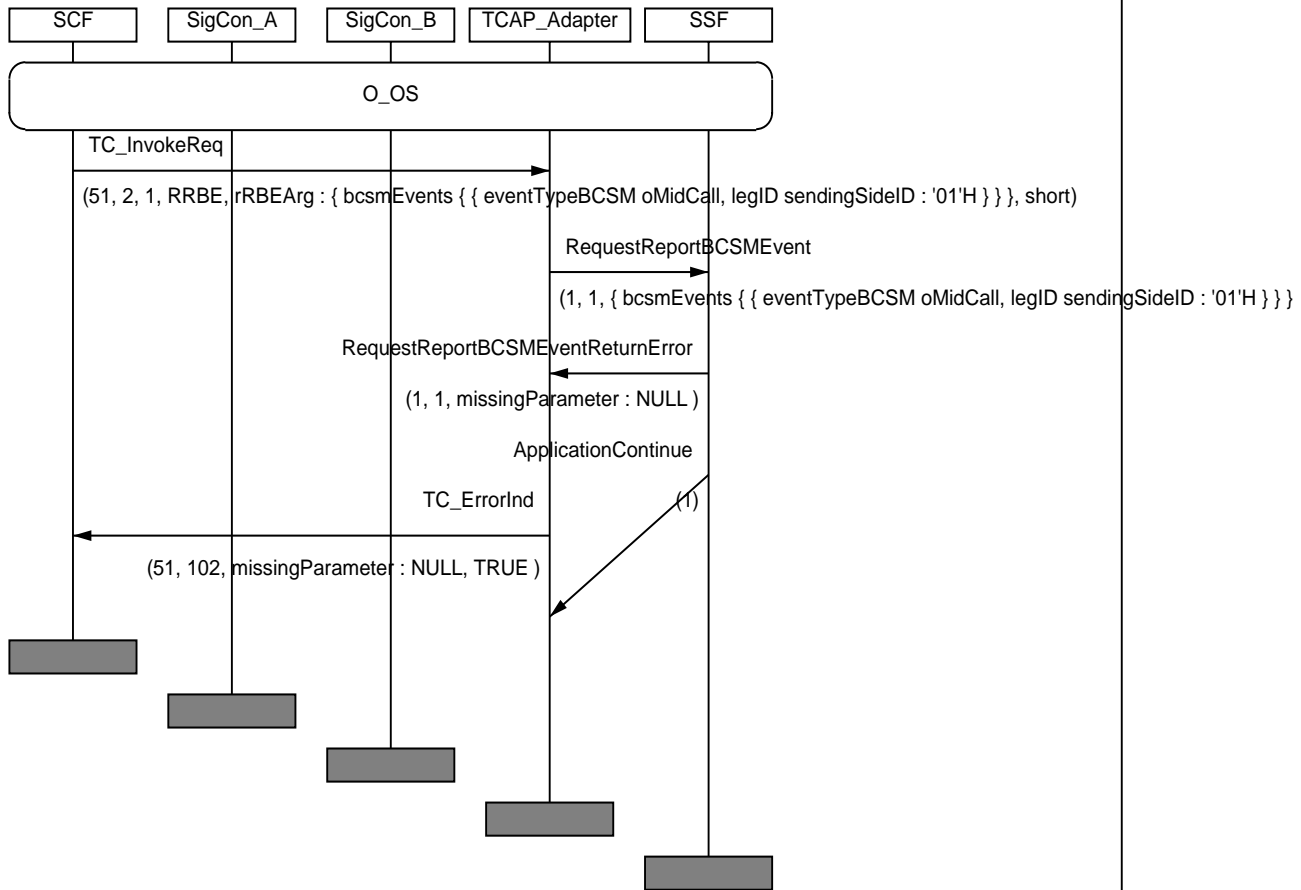 SCF SigCon_A SigCon_B TCAP_Adapter SSF
O_OS
TC_InvokeReq
(51, 2, 1, RRBE, rRBEArg : { bcsmEvents { { eventTypeBCSM oMidCall, legID sendingSideID : '01'H } } }, short)
RequestReportBCSMEvent
(1, 1, { bcsmEvents { { eventTypeBCSM oMidCall, legID sendingSideID : '01'H } } }
RequestReportBCSMEventReturnError
(1, 1, missingParameter : NULL )
ApplicationContinue
TC_ErrorInd
(1)
(51, 102, missingParameter : NULL, TRUE )